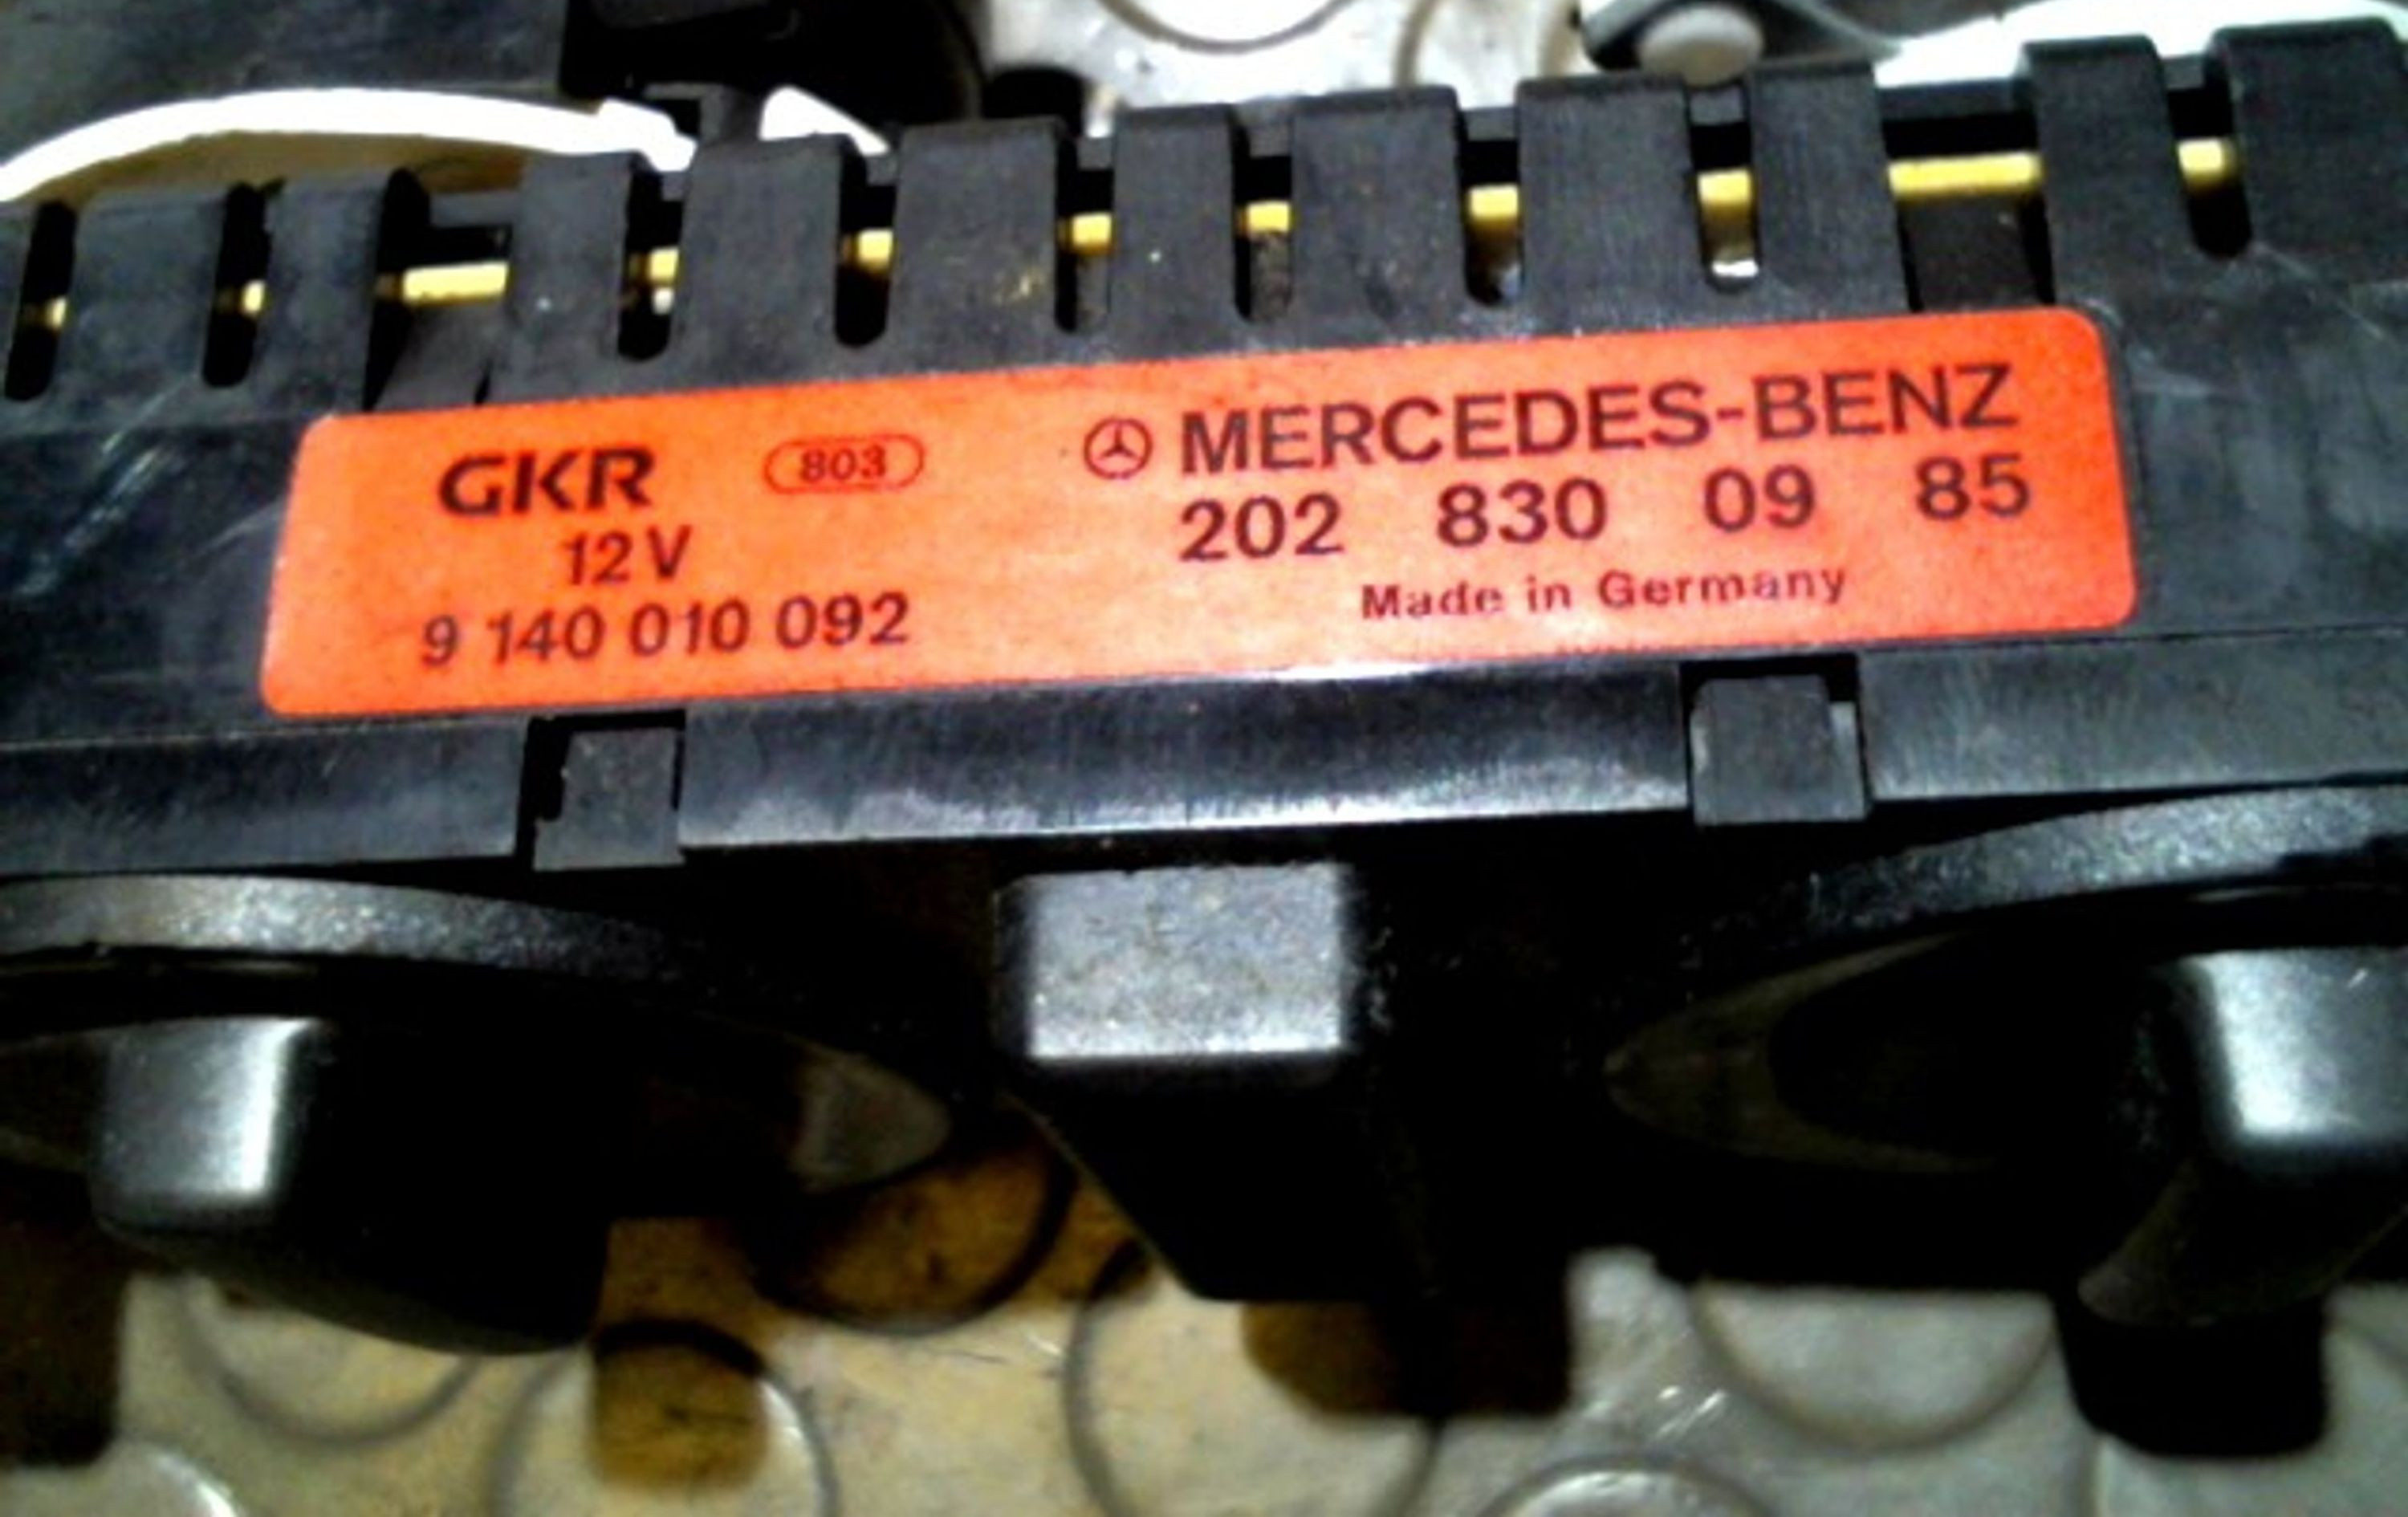 GKR 803
12V
9 140 010 092
MERCEDES-BENZ
202 830 09 85
Made in Germany